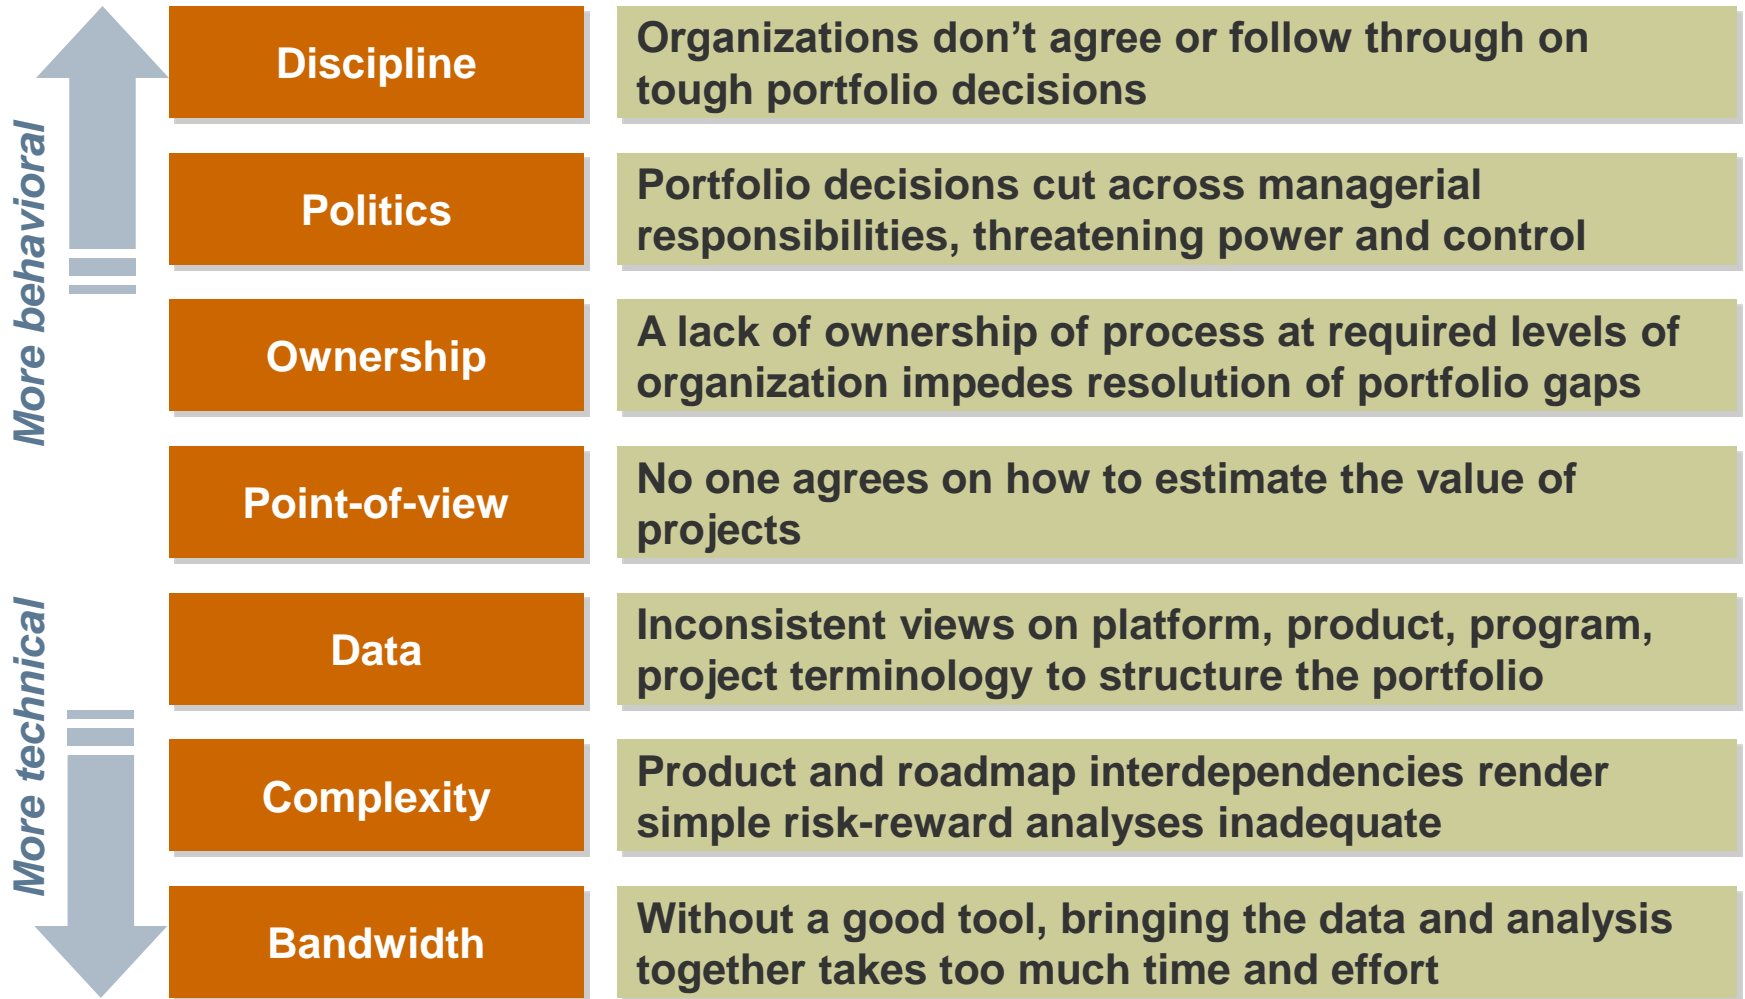 More behavioral
Discipline
Organizations don’t agree or follow through on
tough portfolio decisions
Politics
Portfolio decisions cut across managerial
responsibilities, threatening power and control
Ownership
A lack of ownership of process at required levels of
organization impedes resolution of portfolio gaps
Point-of-view
No one agrees on how to estimate the value of
projects
More technical
Data
Inconsistent views on platform, product, program,
project terminology to structure the portfolio
Complexity
Product and roadmap interdependencies render
simple risk-reward analyses inadequate
Bandwidth
Without a good tool, bringing the data and analysis
together takes too much time and effort